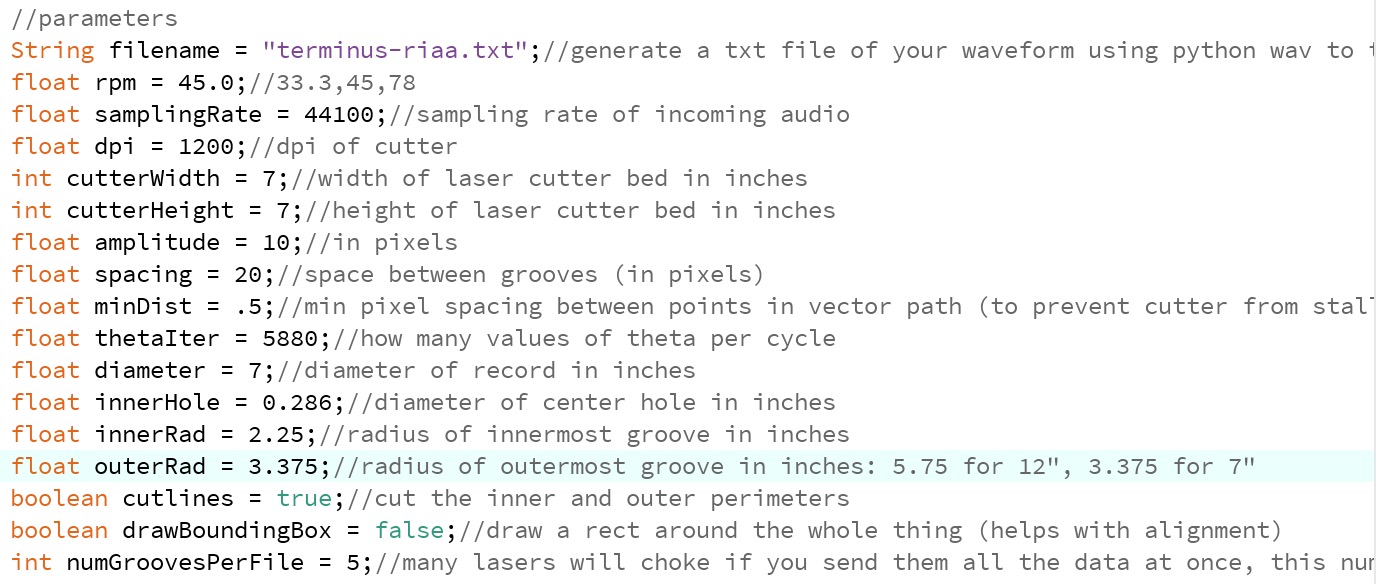 //parameters
String filename = "terminus-riaa.txt";//generate a txt file of your waveform using python wav to
float rpm = 45.0;//33.3,45,78
float samplingRate = 44100;//sampling rate of incoming audio
float dpi = 1200;//dpi of cutter
int cutterWidth = 7;//width of laser cutter bed in inches
int cutterHeight = 7;//height of laser cutter bed in inches
float amplitude = 10;//in pixels
float spacing = 20;//space between grooves (in pixels)
float minDist = .5;//min pixel spacing between points in vector path (to prevent cutter from stal
float thetaIter = 5880;//how many values of theta per cycle
float diameter = 7;//diameter of record in inches
float innerHole = 0.286;//diameter of center hole in inches
float innerRad = 2.25;//radius of innermost groove in inches
float outerRad = 3.375;//radius of outermost groove in inches: 5.75 for 12", 3.375 for 7"
boolean cutlines = true;//cut the inner and outer perimeters
boolean drawBoundingBox = false;//draw a rect around the whole thing (helps with alignment)
int numGroovesPerFile = 5;//many lasers will choke if you send them all the data at once, this nu